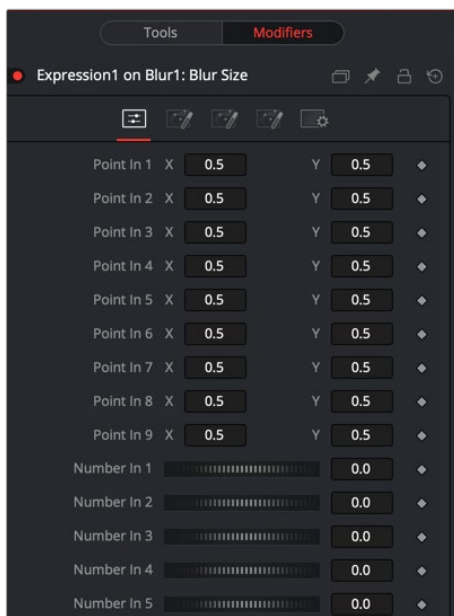 Tools Modifiers
Expression1 on Blur1: Blur Size
Point In 1 X 0.5 Y 0.5
Point In 2 X 0.5 Y 0.5
Point In 3 X 0.5 Y 0.5
Point In 4 X 0.5 Y 0.5
Point In 5 X 0.5 Y 0.5
Point In 6 X 0.5 Y 0.5
Point In 7 X 0.5 Y 0.5
Point In 8 X 0.5 Y 0.5
Point In 9 X 0.5 Y 0.5
Number In 1 0.0
Number In 2 0.0
Number In 3 0.0
Number In 4 0.0
Number In 5 0.0